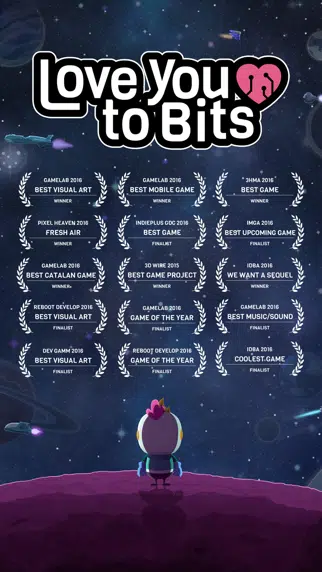 Love You
to Bits
GAMELAB 2016
BEST VISUAL ART
WINNER
GAMELAB 2016
BEST MOBILE GAME
WINNER
3HMA 2016
BEST GAME
WINNER
PIXEL HEAVEN 2016
FRESH AIR
WINNER
INDIEPLUS GDC 2016
BEST GAME
FINALIST
IMGA 2016
BEST UPCOMING GAME
FINALIST
GAMELAB 2016
BEST CATALAN GAME
WINNER
3D WIRE 2015
BEST GAME PROJECT
WINNER
IOBA 2016
WE WANT A SEQUEL
WINNER
REBOOT DEVELOP 2016
BEST VISUAL ART
FINALIST
GAMELAB 2016
GAME OF THE YEAR
FINALIST
GAMELAB 2016
BEST MUSIC/SOUND
FINALIST
DEV GAMM 2016
BEST VISUAL ART
FINALIST
REBOOT DEVELOP 2016
GAME OF THE YEAR
FINALIST
IOBA 2016
COOLEST GAME
FINALIST